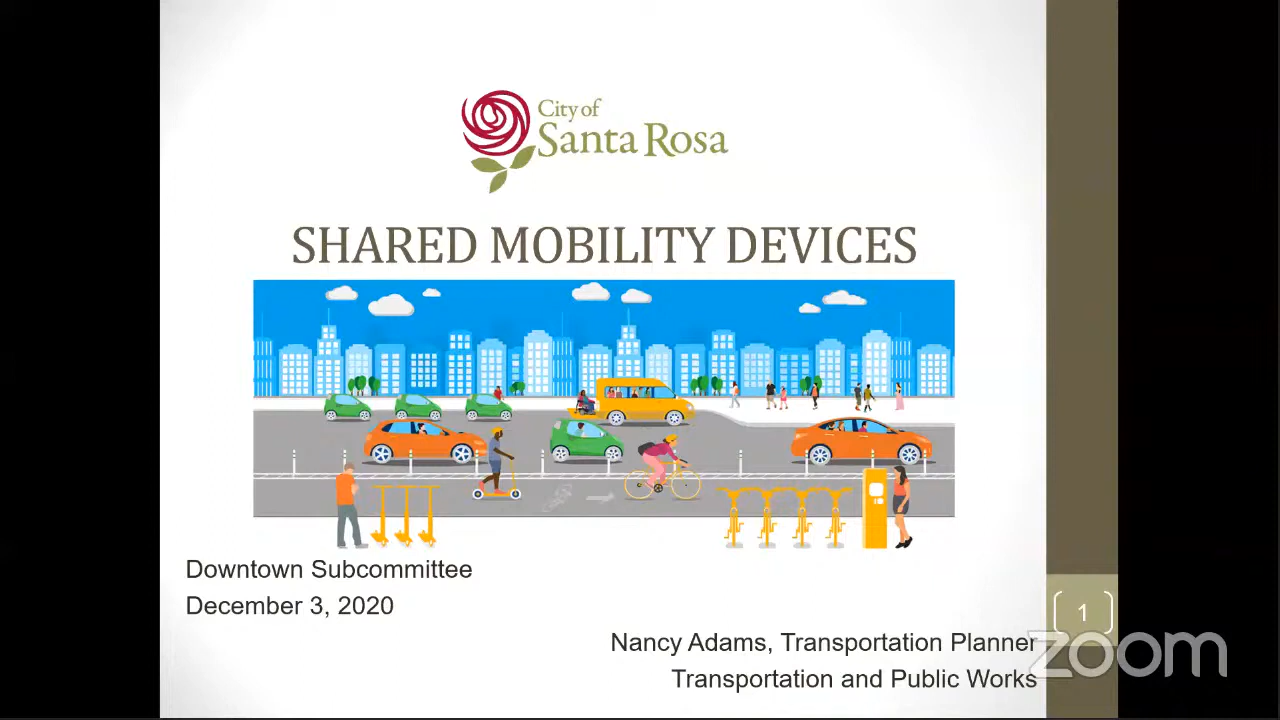 City of
Santa Rosa
SHARED MOBILITY DEVICES
Downtown Subcommittee
December 3, 2020
Nancy Adams, Transportation Planner
Transportation and Public Works
1
zoom